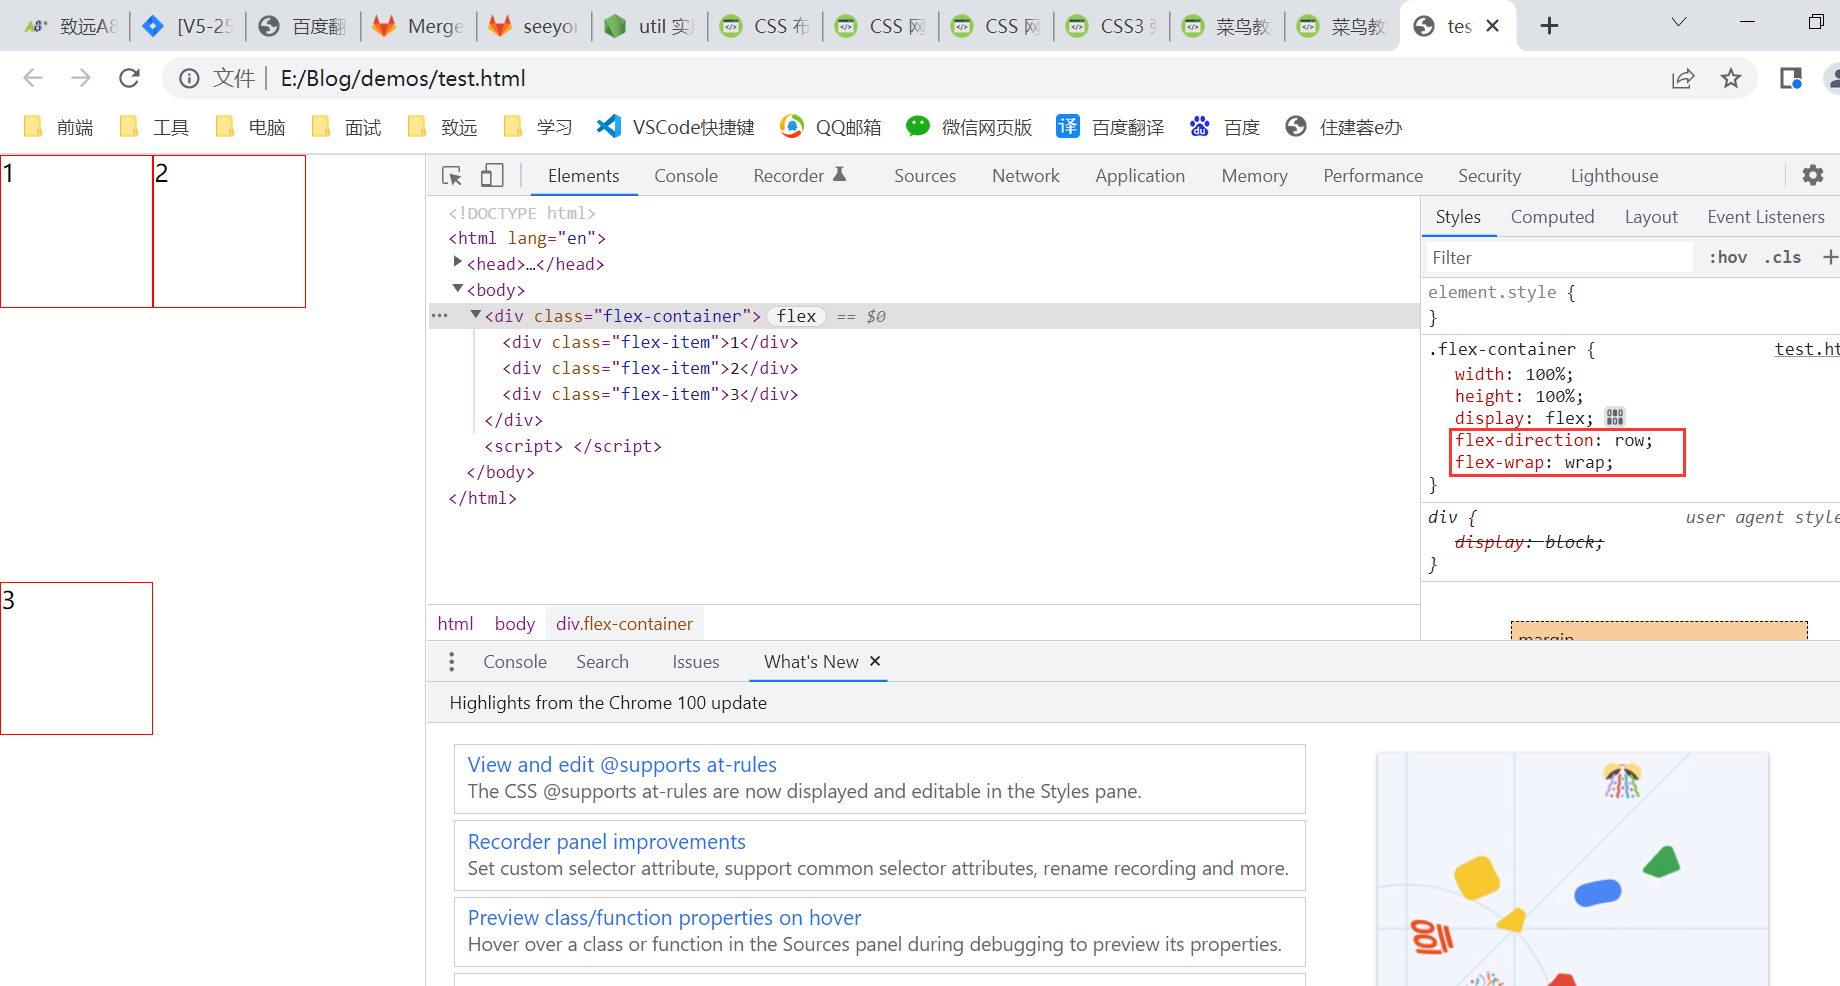 致远A8 [V5-25 百度翻 Merge seeyor util 实 CSS 布 CSS 网 CSS 网 CSS3 菜鸟教 菜鸟教 tes
文件 E:/Blog/demos/test.html
前端 工具 电脑 面试 致远 学习 VSCode快捷键 QQ邮箱 微信网页版 译 百度翻译 百度 住建蓉e办
1 2
3
Elements Console Recorder Sources Network Application Memory Performance Security Lighthouse
<!DOCTYPE html>
<html lang="en">
<head>…</head>
<body>
··· <div class="flex-container"> flex == $0
<div class="flex-item">1</div>
<div class="flex-item">2</div>
<div class="flex-item">3</div>
</div>
<script> </script>
</body>
</html>
html body div.flex-container
Styles Computed Layout Event Listeners
Filter :hov .cls +
element.style {
}
.flex-container { test.ht
width: 100%;
height: 100%;
display: flex;
flex-direction: row;
flex-wrap: wrap;
}
div { user agent style
display: block;
}
margin
Console Search Issues What's New
Highlights from the Chrome 100 update
View and edit @supports at-rules
The CSS @supports at-rules are now displayed and editable in the Styles pane.
Recorder panel improvements
Set custom selector attribute, support common selector attributes, rename recording and more.
Preview class/function properties on hover
Hover over a class or function in the Sources panel during debugging to preview its properties.